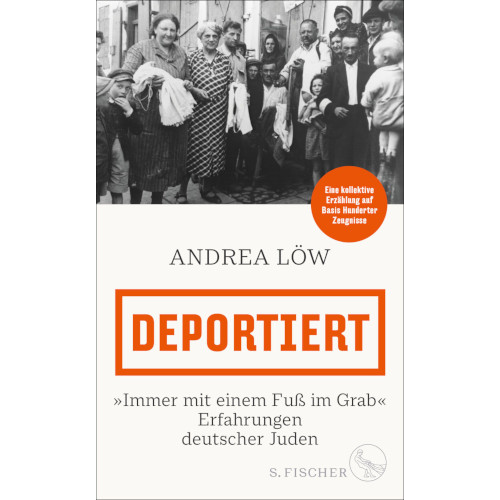 Eine kollektive
Erzählung auf
Basis Hunderter
Zeugnisse
ANDREA LÖW
DEPORTIERT
»Immer mit einem Fuß im Grab«
Erfahrungen
deutscher Juden
S. FISCHER